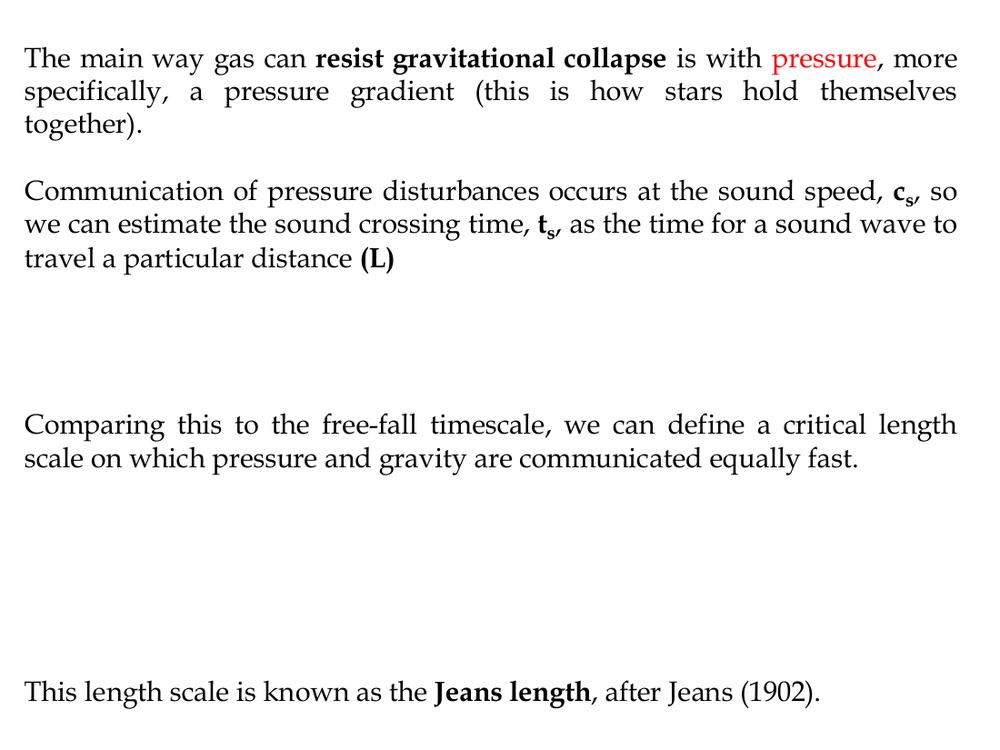 The main way gas can resist gravitational collapse is with pressure, more
specifically, a pressure gradient (this is how stars hold themselves
together).
Communication of pressure disturbances occurs at the sound speed, cs, so
we can estimate the sound crossing time, ts, as the time for a sound wave to
travel a particular distance (L)
Comparing this to the free-fall timescale, we can define a critical length
scale on which pressure and gravity are communicated equally fast.
This length scale is known as the Jeans length, after Jeans (1902).